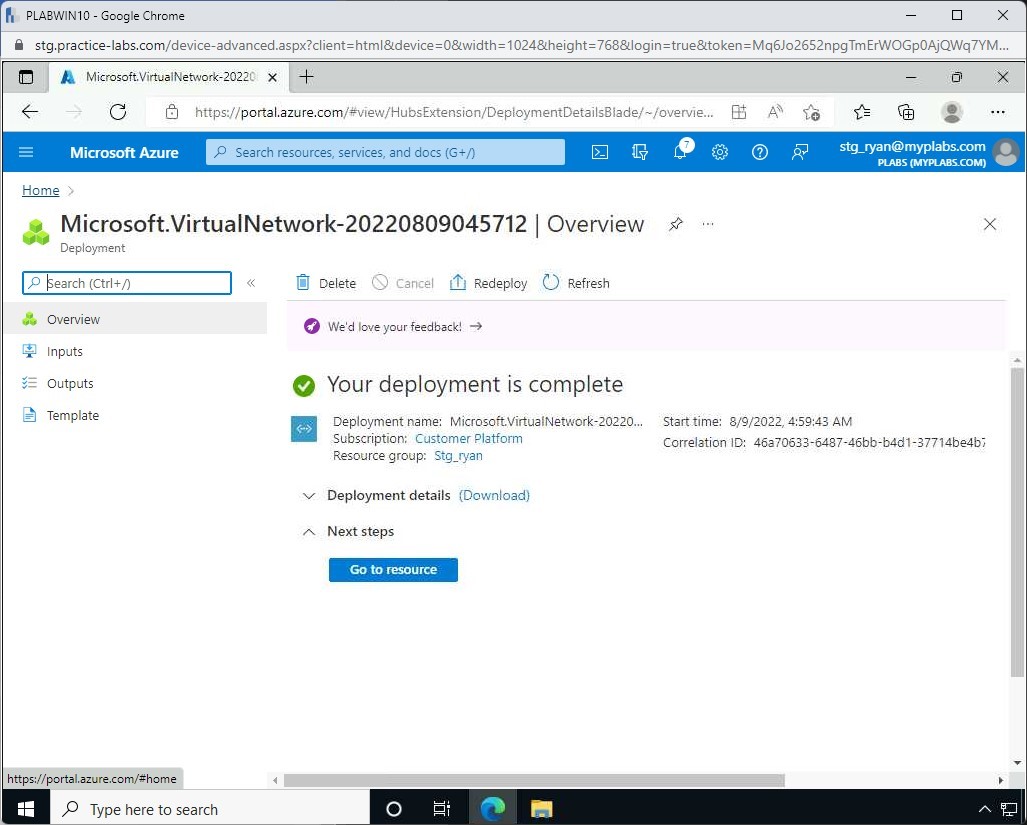 PLABWIN10 - Google Chrome
stg.practice-labs.com/device-advanced.aspx?client=html&device=0&width=1024&height=768&login=true&token=Mq6Jo2652npgTmErWOGp0AjQWq7YM...
Microsoft.VirtualNetwork-20220
https://portal.azure.com/#view/HubsExtension/DeploymentDetailsBlade/~/overvie...
Microsoft Azure
Search resources, services, and docs (G+/)
7
stg_ryan@myplabs.com
PLABS (MYPLABS.COM)
Home
Microsoft.VirtualNetwork-20220809045712 | Overview
Deployment
Search (Ctrl+/)
Delete
Cancel
Redeploy
Refresh
Overview
Inputs
Outputs
Template
We'd love your feedback!
Your deployment is complete
Deployment name: Microsoft.VirtualNetwork-20220...
Subscription: Customer Platform
Resource group: Stg_ryan
Start time: 8/9/2022, 4:59:43 AM
Correlation ID: 46a70633-6487-46bb-b4d1-37714be4b7
Deployment details (Download)
Next steps
Go to resource
https://portal.azure.com/#home
Type here to search